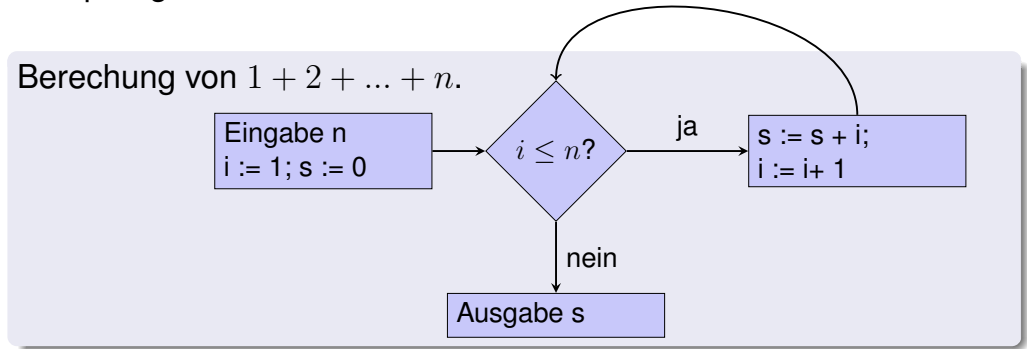 Berechung von 1 + 2 + ... + n.
Eingabe n
i := 1; s := 0
i ≤ n?
ja
s := s + i;
i := i+ 1
nein
Ausgabe s